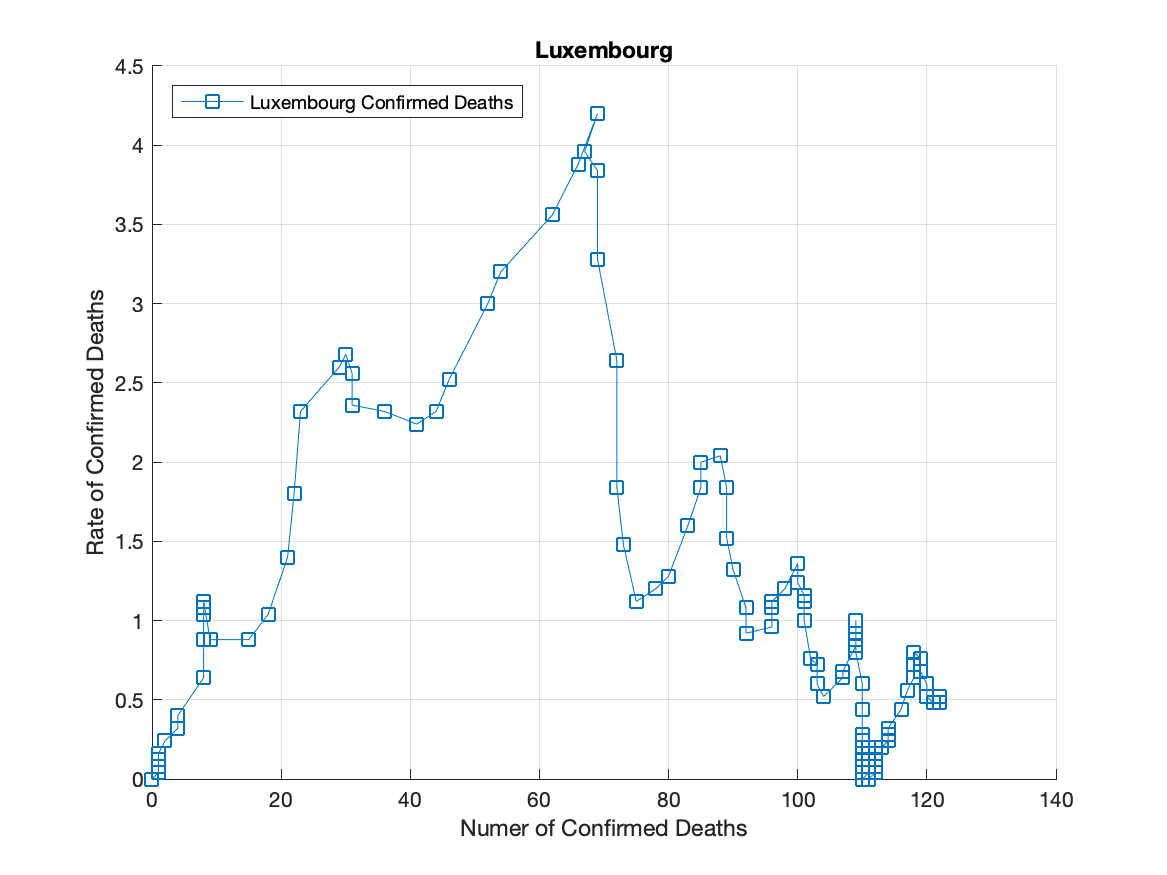 Luxembourg
Luxembourg Confirmed Deaths
4.5
4
3.5
3
2.5
2
1.5
1
0.5
0
Rate of Confirmed Deaths
0 20 40 60 80 100 120 140
Numer of Confirmed Deaths